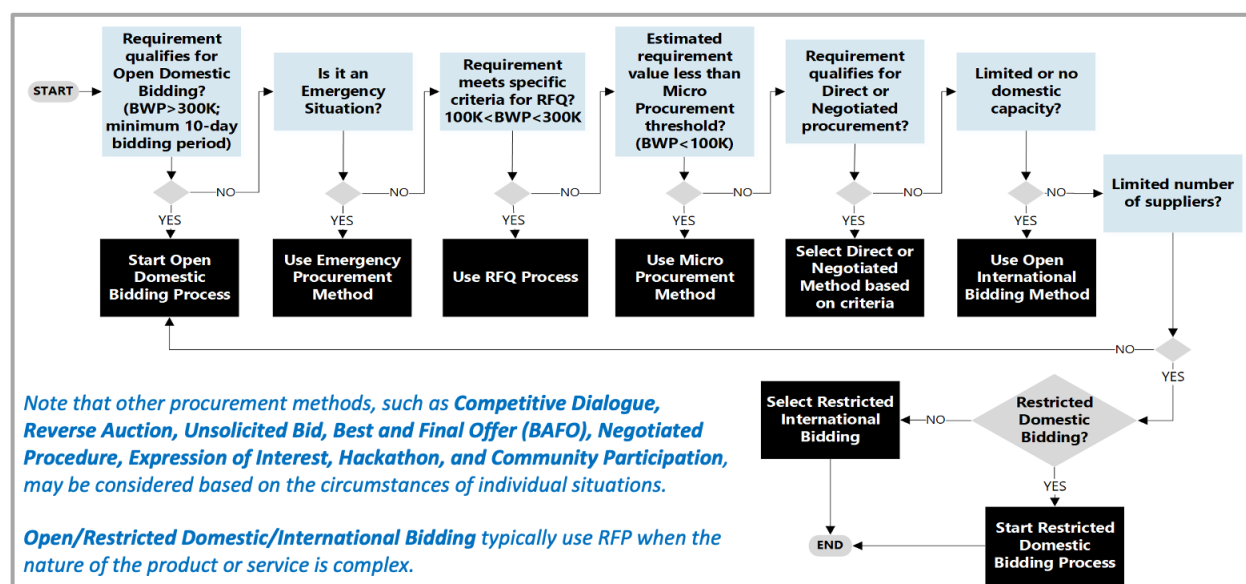 START
Requirement
qualifies for
Open Domestic
Bidding?
(BWP>300K;
minimum 10-day
bidding period)
NO
YES
Start Open
Domestic
Bidding Process
Is it an
Emergency
Situation?
NO
YES
Use Emergency
Procurement
Method
Requirement
meets specific
criteria for RFQ?
100K<BWP<300K
NO
YES
Use RFQ Process
Estimated
requirement
value less than
Micro
Procurement
threshold?
(BWP<100K)
NO
YES
Use Micro
Procurement
Method
Requirement
qualifies for
Direct or
Negotiated
procurement?
NO
YES
Select Direct or
Negotiated
Method based
on criteria
Limited or no
domestic
capacity?
NO
YES
Use Open
International
Bidding Method
Limited number
of suppliers?
NO
YES
Restricted
Domestic
Bidding?
NO
Select Restricted
International
Bidding
YES
Start Restricted
Domestic
Bidding Process
END
Note that other procurement methods, such as Competitive Dialogue,
Reverse Auction, Unsolicited Bid, Best and Final Offer (BAFO), Negotiated
Procedure, Expression of Interest, Hackathon, and Community Participation,
may be considered based on the circumstances of individual situations.
Open/Restricted Domestic/International Bidding typically use RFP when the
nature of the product or service is complex.